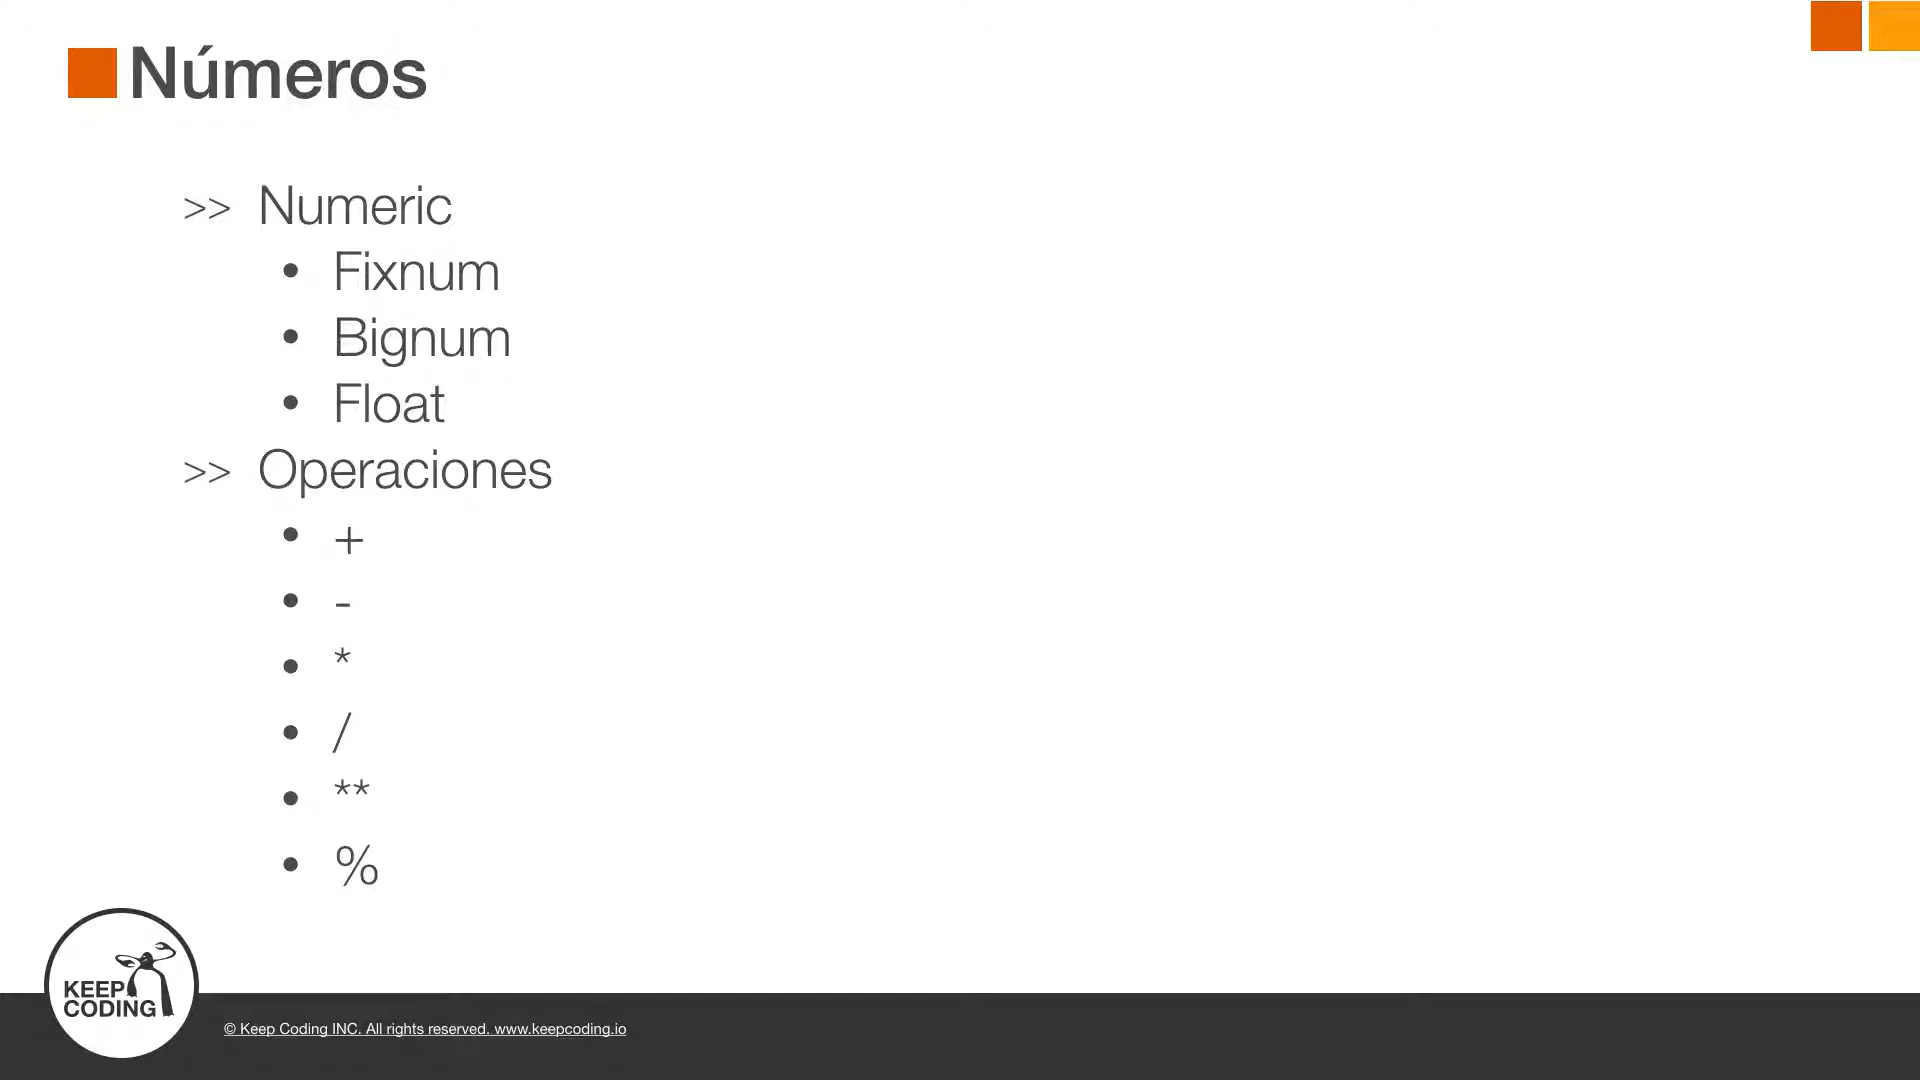 Números
>> Numeric
• Fixnum
• Bignum
• Float
>> Operaciones
• +
• -
• *
• /
• **
• %
KEEP
CODING
© Keep Coding INC. All rights reserved. www.keepcoding.io